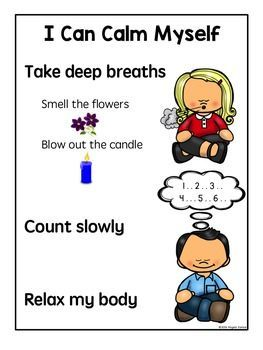 I Can Calm Myself
Take deep breaths
Smell the flowers
Blow out the candle
1..2..3..
4...5...6..
Count slowly
Relax my body